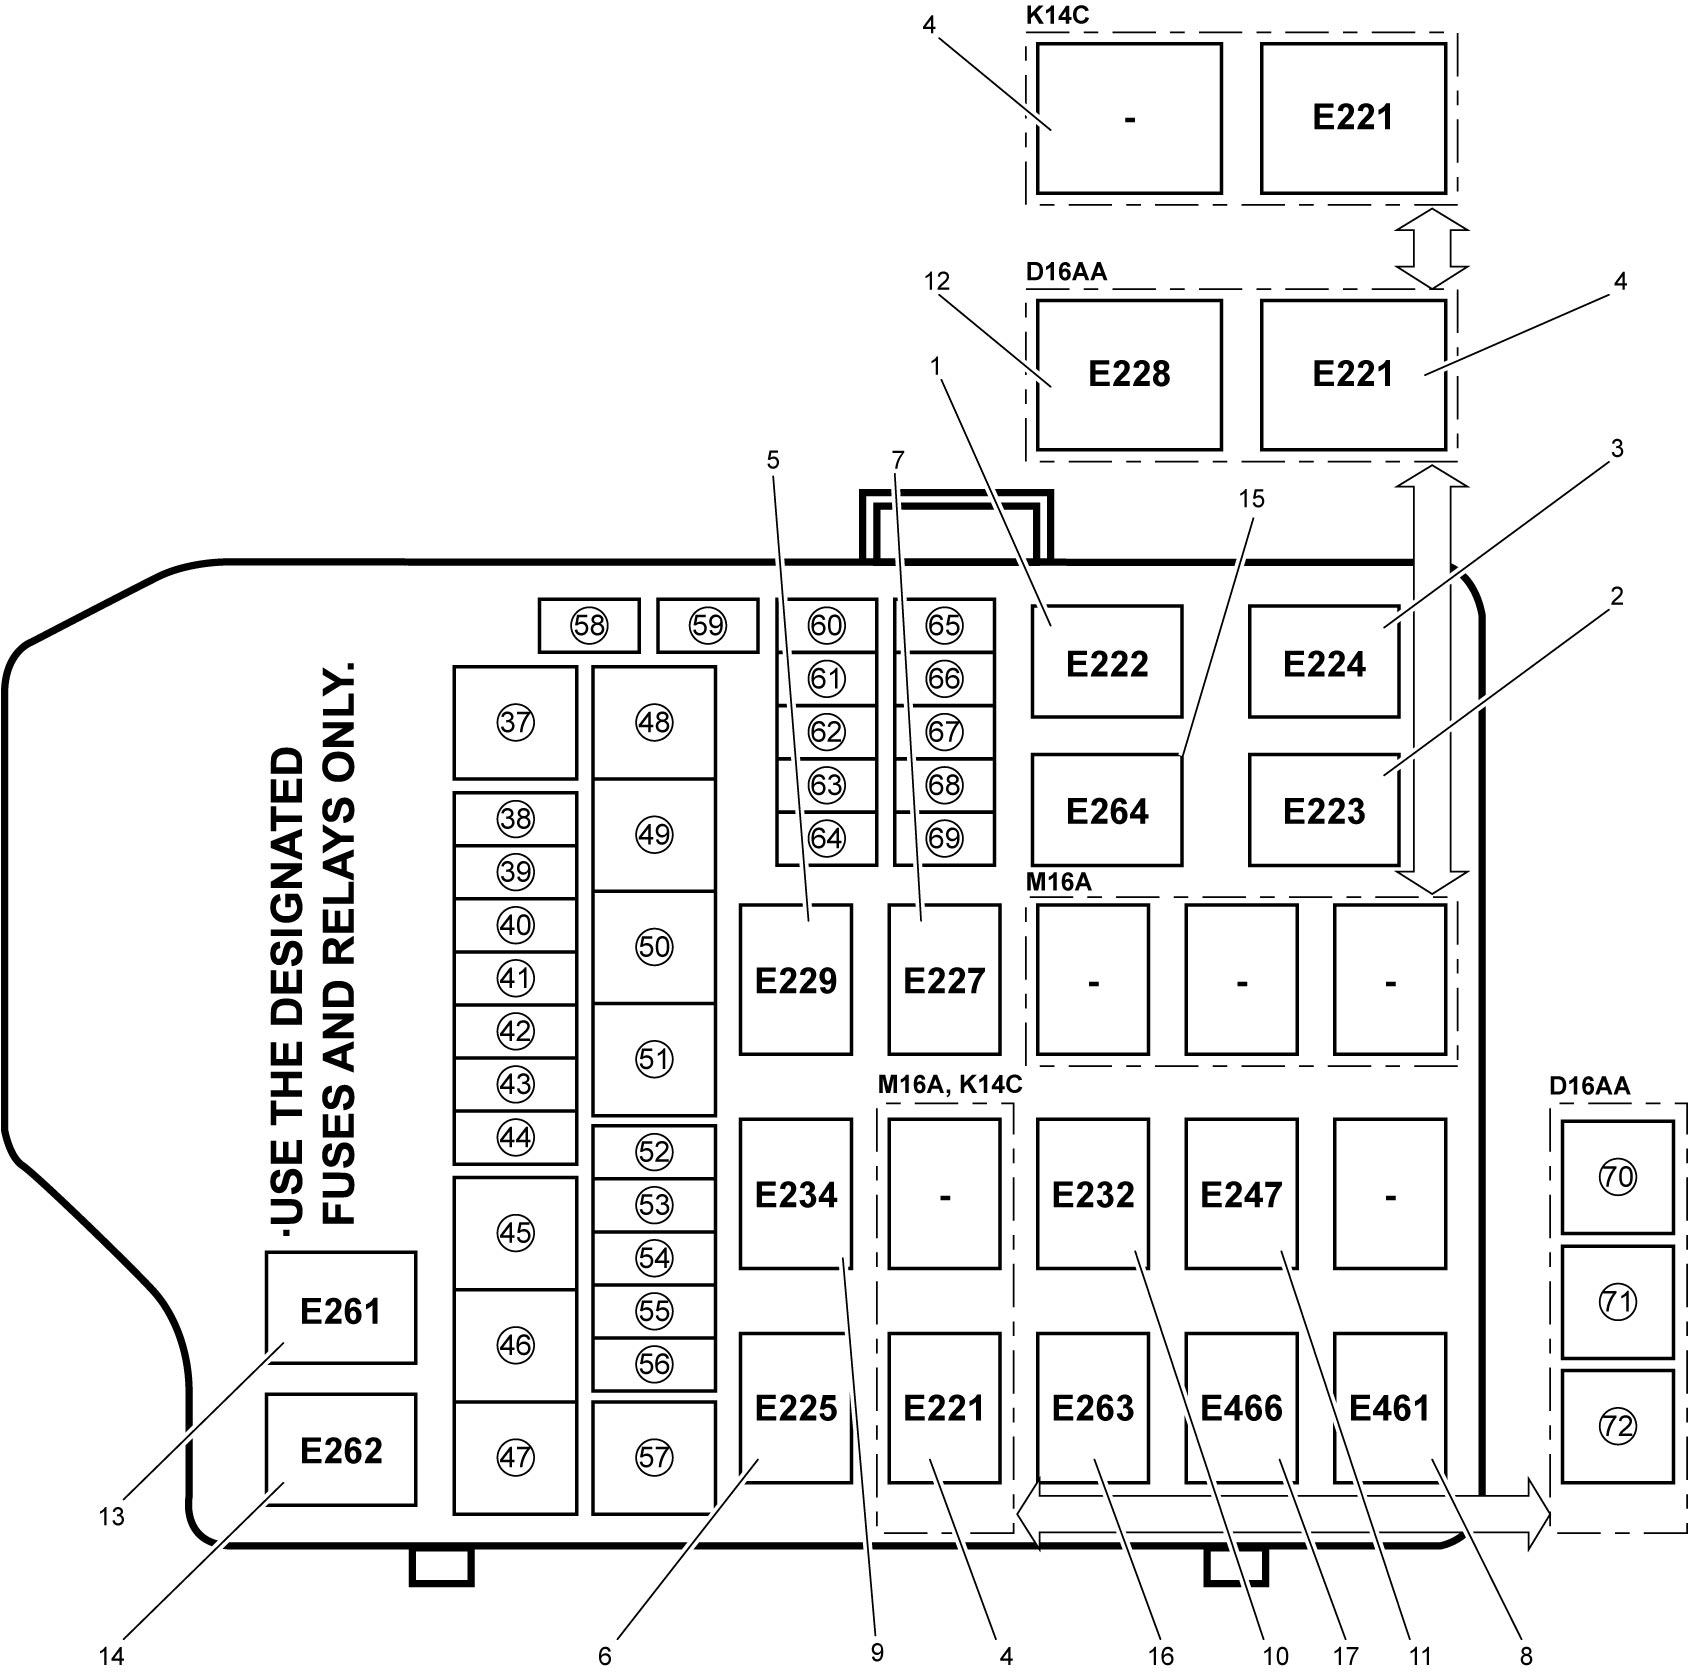 K14C
4
-
E221
D16AA
12
4
E228
E221
1
3
5
7
15
2
58 59 60 65
61 66
62 67
63 68
64 69
E222
E224
E264
E223
·USE THE DESIGNATED
FUSES AND RELAYS ONLY.
37
38
39
40
41
42
43
44
45
46
47
48
49
50
51
52
53
54
55
56
57
M16A
E229
E227
-
-
-
M16A, K14C
D16AA
E234
-
E232
E247
-
70
71
72
E261
E262
E225
E221
E263
E466
E461
13
14
6
9
4
16
10
17
11
8